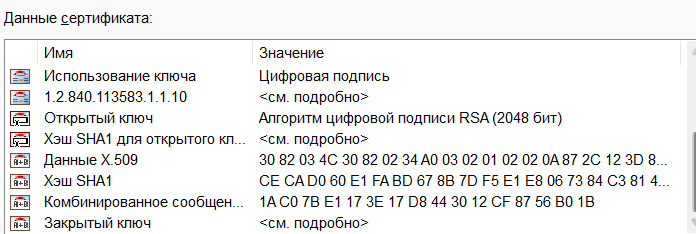 Данные сертификата:
Имя Значение
Использование ключа Цифровая подпись
1.2.840.113583.1.1.10 <см. подробно>
Открытый ключ Алгоритм цифровой подписи RSA (2048 бит)
Хэш SHA1 для открытого кл... <см. подробно>
Данные X.509 30 82 03 4C 30 82 02 34 A0 03 02 01 02 02 0A 87 2C 12 3D 8...
Хэш SHA1 CE CA D0 60 E1 FA BD 67 8B 7D F5 E1 E8 06 73 84 C3 81 4...
Комбинированное сообщен... 1A C0 7B E1 17 3E 17 D8 44 30 12 CF 87 56 B0 1B
Закрытый ключ <см. подробно>